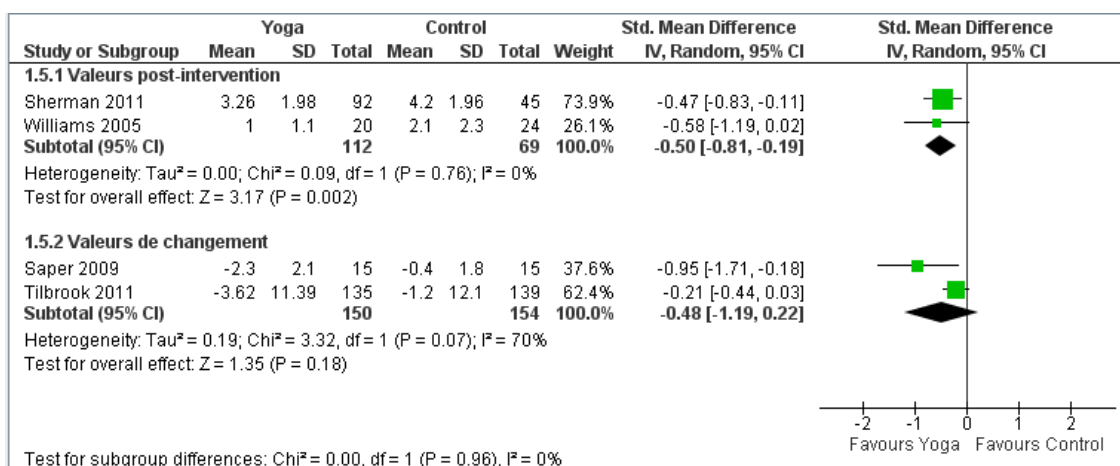 Yoga Control Std. Mean Difference Std. Mean Difference
Study or Subgroup Mean SD Total Mean SD Total Weight IV, Random, 95% CI IV, Random, 95% CI
1.5.1 Valeurs post-intervention
Sherman 2011 3.26 1.98 92 4.2 1.96 45 73.9% -0.47 [-0.83, -0.11]
Williams 2005 1 1.1 20 2.1 2.3 24 26.1% -0.58 [-1.19, 0.02]
Subtotal (95% CI) 112 69 100.0% -0.50 [-0.81, -0.19]
Heterogeneity: Tau² = 0.00; Chi² = 0.09, df = 1 (P = 0.76); I² = 0%
Test for overall effect: Z = 3.17 (P = 0.002)
1.5.2 Valeurs de changement
Saper 2009 -2.3 2.1 15 -0.4 1.8 15 37.6% -0.95 [-1.71, -0.18]
Tilbrook 2011 -3.62 11.39 135 -1.2 12.1 139 62.4% -0.21 [-0.44, 0.03]
Subtotal (95% CI) 150 154 100.0% -0.48 [-1.19, 0.22]
Heterogeneity: Tau² = 0.19; Chi² = 3.32, df = 1 (P = 0.07); I² = 70%
Test for overall effect: Z = 1.35 (P = 0.18)
-2 -1 0 1 2
Favours Yoga Favours Control
Test for subgroup differences: Chi² = 0.00, df = 1 (P = 0.96), I² = 0%